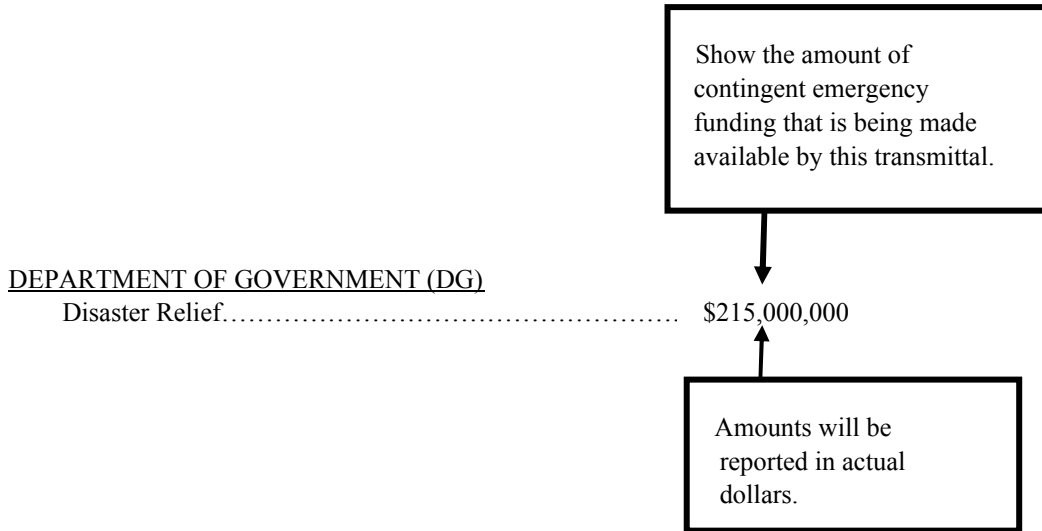 Show the amount of
contingent emergency
funding that is being made
available by this transmittal.
DEPARTMENT OF GOVERNMENT (DG)
Disaster Relief…………………………………………… $215,000,000
Amounts will be
reported in actual
dollars.